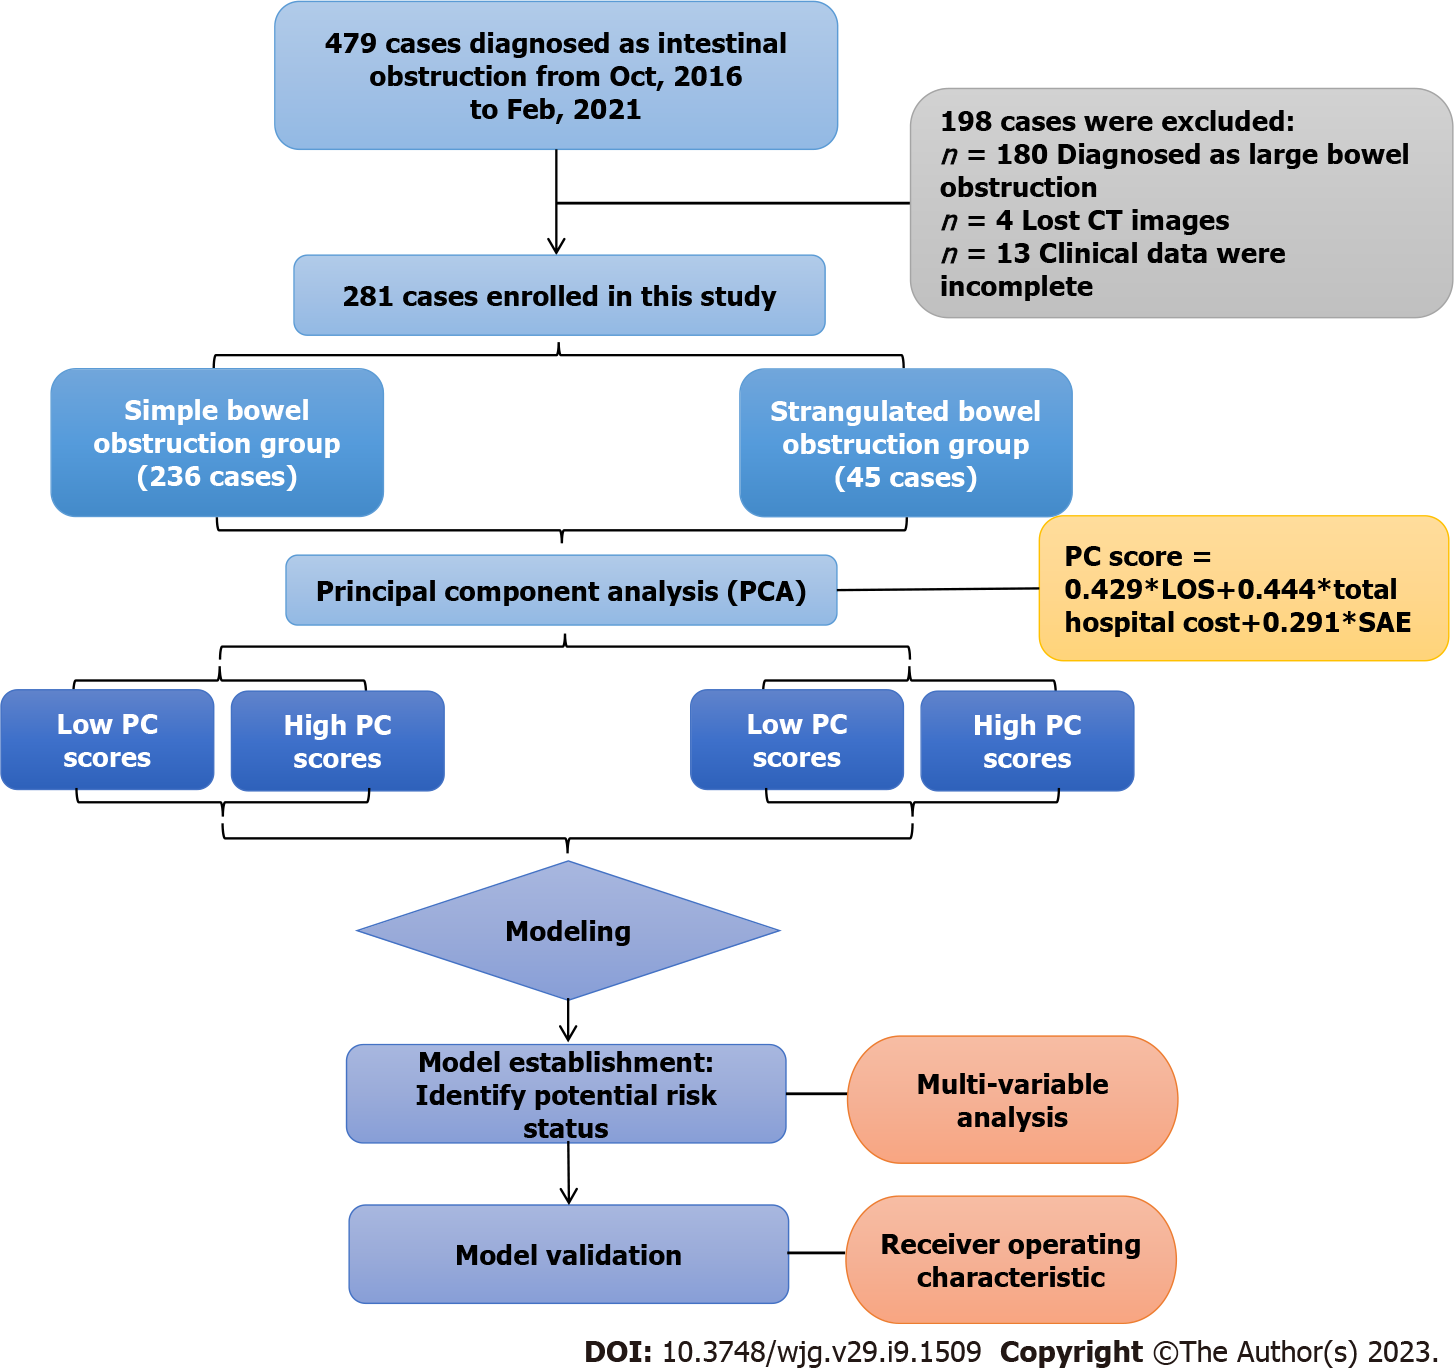 479 cases diagnosed as intestinal
obstruction from Oct, 2016
to Feb, 2021
198 cases were excluded:
n = 180 Diagnosed as large bowel
obstruction
n = 4 Lost CT images
n = 13 Clinical data were
incomplete
281 cases enrolled in this study
Simple bowel
obstruction group
(236 cases)
Strangulated bowel
obstruction group
(45 cases)
Principal component analysis (PCA)
PC score =
0.429*LOS+0.444*total
hospital cost+0.291*SAE
Low PC
scores
High PC
scores
Low PC
scores
High PC
scores
Modeling
Model establishment:
Identify potential risk
status
Multi-variable
analysis
Model validation
Receiver operating
characteristic
DOI: 10.3748/wjg.v29.i9.1509 Copyright ©The Author(s) 2023.